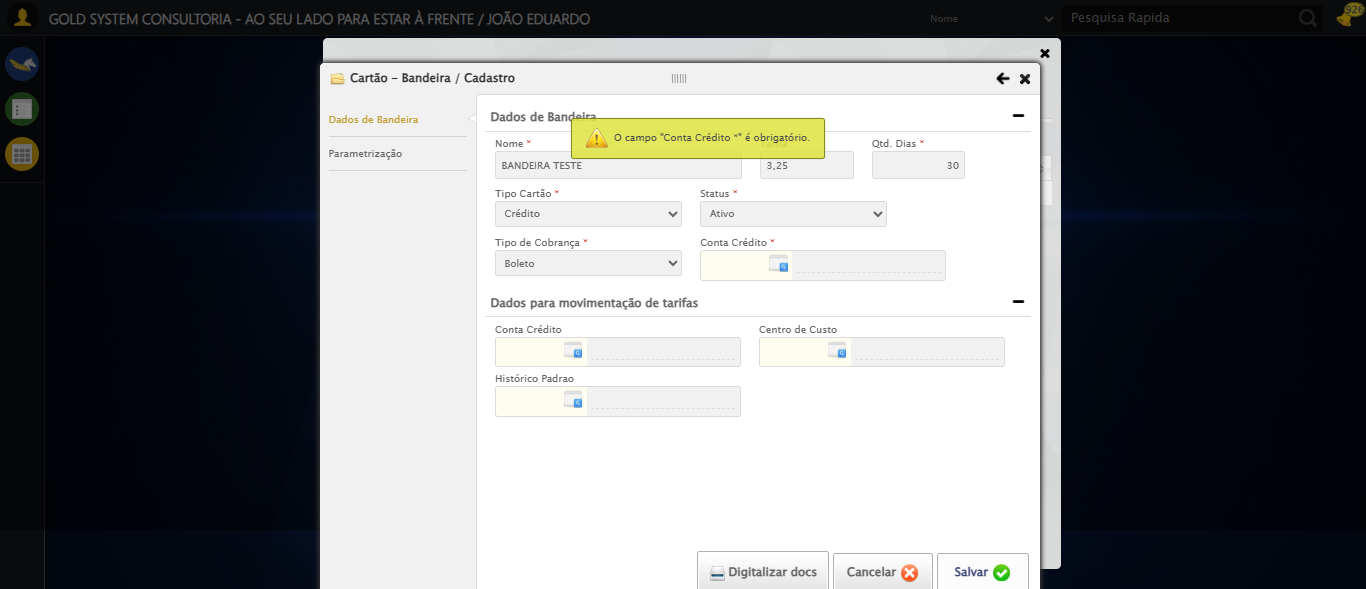 GOLD SYSTEM CONSULTORIA - AO SEU LADO PARA ESTAR À FRENTE / JOÃO EDUARDO
Nome
Pesquisa Rapida
926
Cartão - Bandeira / Cadastro
Dados de Bandeira
Parametrização
Dados de Bandeira
O campo "Conta Crédito *" é obrigatório.
Nome *
Qtd. Dias *
BANDEIRA TESTE
3,25
30
Tipo Cartão *
Status *
Crédito
Ativo
Tipo de Cobrança *
Conta Crédito *
Boleto
Dados para movimentação de tarifas
Conta Crédito
Centro de Custo
Histórico Padrao
Digitalizar docs
Cancelar
Salvar